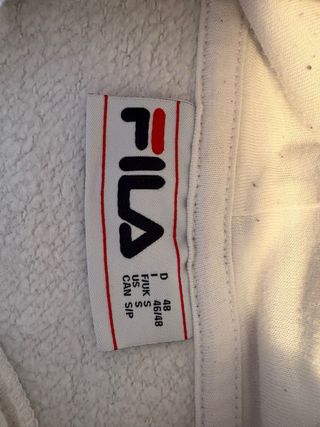 FILA
D 48
I 46/48
F/UK S
US S
CAN S/P